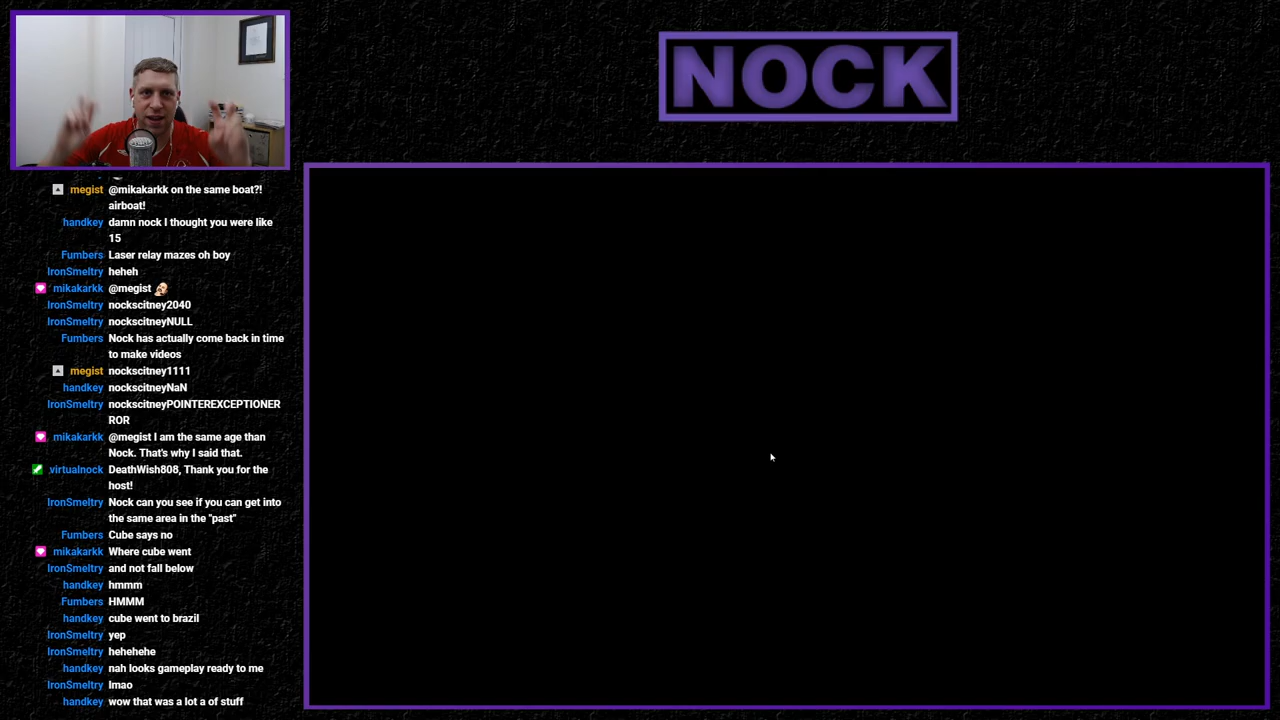 NOCK
megist @mikakarkk on the same boat?!
airboat!
handkey damn nock I thought you were like
15
Fumbers Laser relay mazes oh boy
IronSmeltry heheh
mikakarkk @megist
IronSmeltry nockscitney2040
IronSmeltry nockscitneyNULL
Fumbers Nock has actually come back in time
to make videos
megist nockscitney1111
handkey nockscitneyNaN
IronSmeltry nockscitneyPOINTEREXCEPTIONER
ROR
mikakarkk @megist I am the same age than
Nock. That's why I said that.
virtualnock DeathWish808, Thank you for the
host!
IronSmeltry Nock can you see if you can get into
the same area in the "past"
Fumbers Cube says no
mikakarkk Where cube went
IronSmeltry and not fall below
handkey hmmm
Fumbers HMMM
handkey cube went to brazil
IronSmeltry yep
IronSmeltry hehehehe
handkey nah looks gameplay ready to me
IronSmeltry lmao
handkey wow that was a lot a of stuff